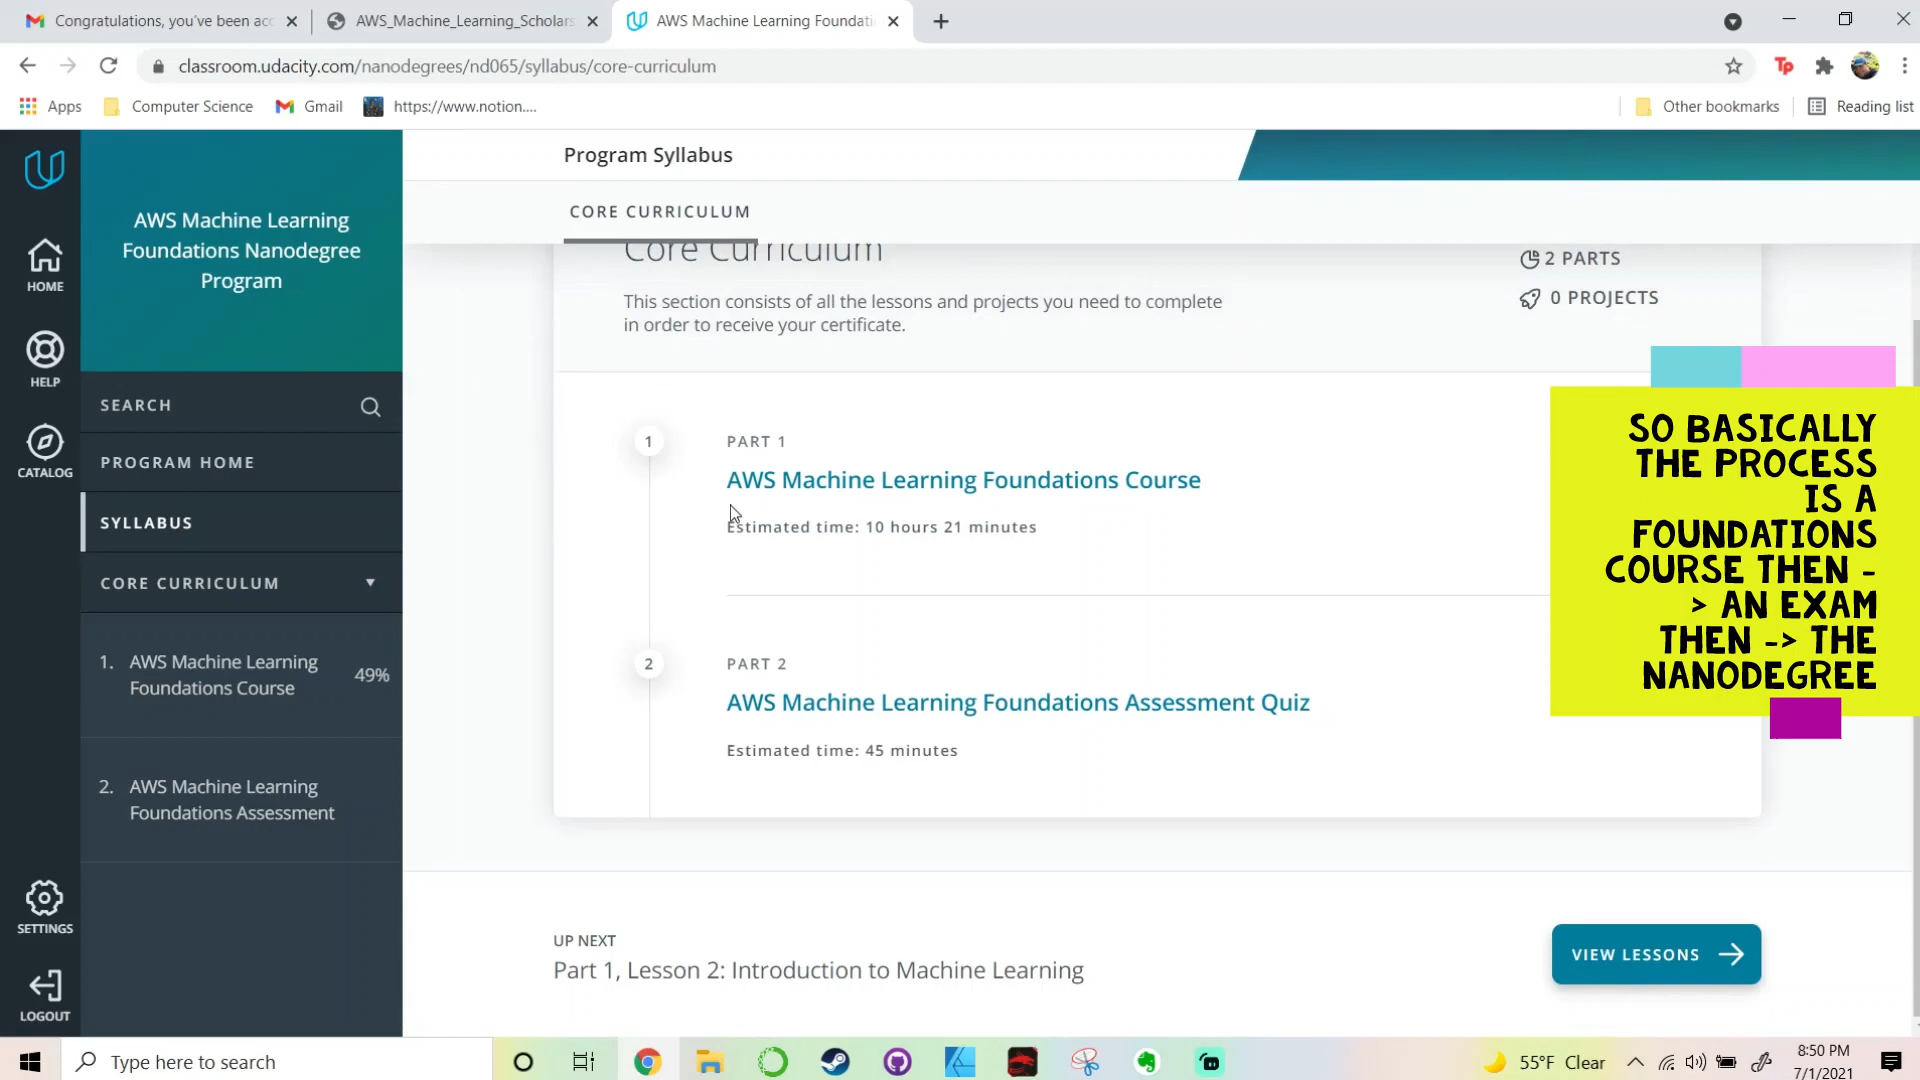 Congratulations, you've been acc
AWS_Machine_Learning_Scholars
AWS Machine Learning Foundati
classroom.udacity.com/nanodegrees/nd065/syllabus/core-curriculum
Tp
Apps
Computer Science
Gmail
https://www.notion....
Other bookmarks
Reading list
HOME
HELP
CATALOG
SETTINGS
LOGOUT
AWS Machine Learning
Foundations Nanodegree
Program
SEARCH
PROGRAM HOME
SYLLABUS
CORE CURRICULUM
1. AWS Machine Learning
Foundations Course
49%
2. AWS Machine Learning
Foundations Assessment
Program Syllabus
CORE CURRICULUM
Core Curriculum
This section consists of all the lessons and projects you need to complete
in order to receive your certificate.
2 PARTS
0 PROJECTS
1
PART 1
AWS Machine Learning Foundations Course
Estimated time: 10 hours 21 minutes
2
PART 2
AWS Machine Learning Foundations Assessment Quiz
Estimated time: 45 minutes
SO BASICALLY
THE PROCESS
IS A
FOUNDATIONS
COURSE THEN -
> AN EXAM
THEN -> THE
NANODEGREE
UP NEXT
Part 1, Lesson 2: Introduction to Machine Learning
VIEW LESSONS
Type here to search
55°F Clear
8:50 PM
7/1/2021